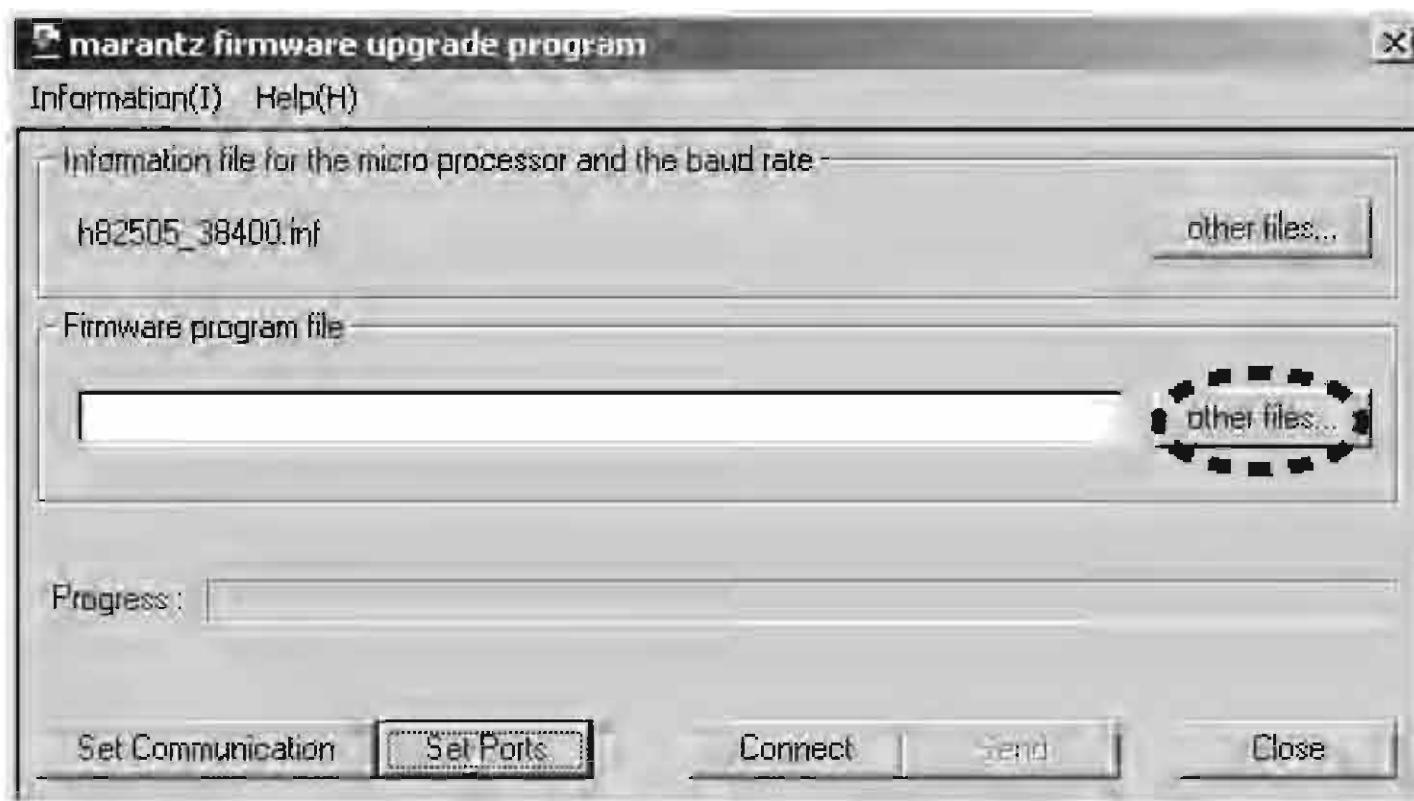 marantz firmware upgrade program
Information(I) Help(H)
Information file for the micro processor and the baud rate
h82505_38400.inf
other files...
Firmware program file
other files...
Progress :
Set Communication Set Ports Connect Send Close